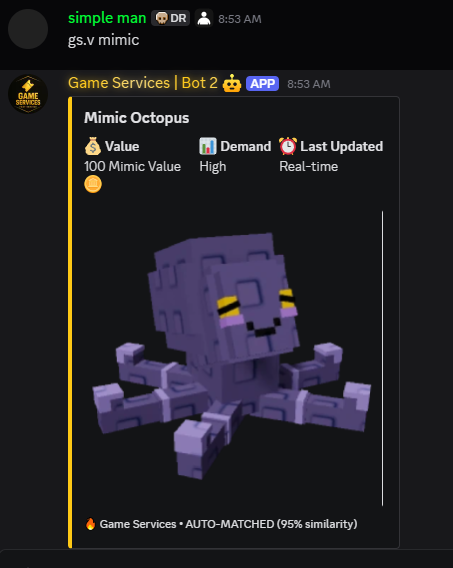 simple man DR 8:53 AM
gs.v mimic
GAME
SERVICES
Game Services | Bot 2 APP 8:53 AM
Mimic Octopus
Value Demand Last Updated
100 Mimic Value High Real-time
Game Services • AUTO-MATCHED (95% similarity)